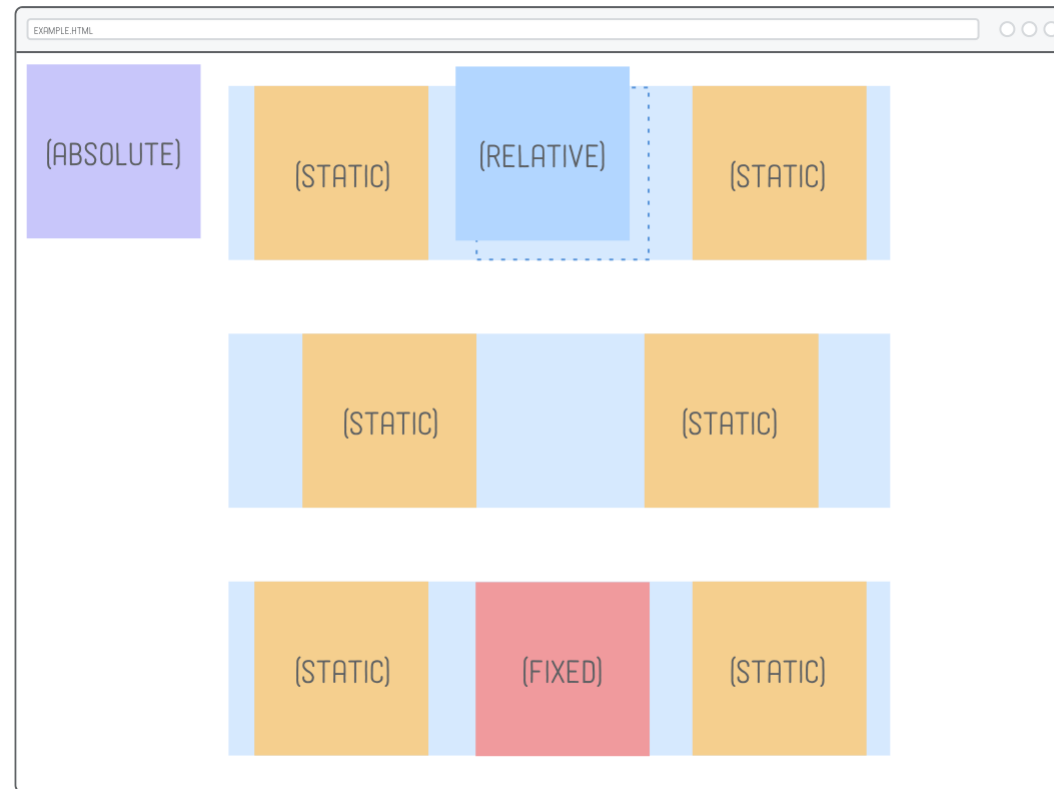 EXAMPLE.HTML
(ABSOLUTE)
(STATIC)
(RELATIVE)
(STATIC)
(STATIC)
(STATIC)
(STATIC)
(FIXED)
(STATIC)